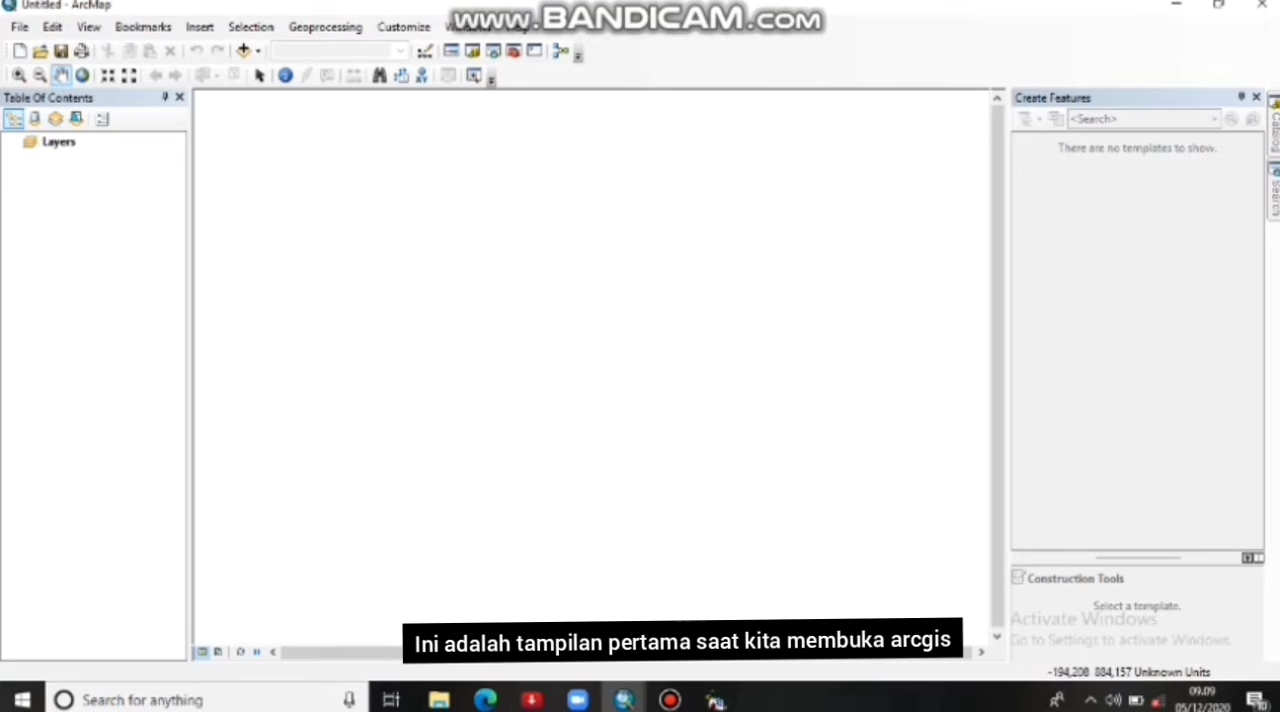 Untitled - ArcMap
www.BANDICAM.com
File Edit View Bookmarks Insert Selection Geoprocessing Customize
Table Of Contents
Layers
Create Features
<Search>
There are no templates to show.
Catalog
Search
Construction Tools
Select a template.
Activate Windows
Go to Settings to activate Windows.
Ini adalah tampilan pertama saat kita membuka arcgis
-194,208 884,157 Unknown Units
Search for anything
09.09
05/12/2020